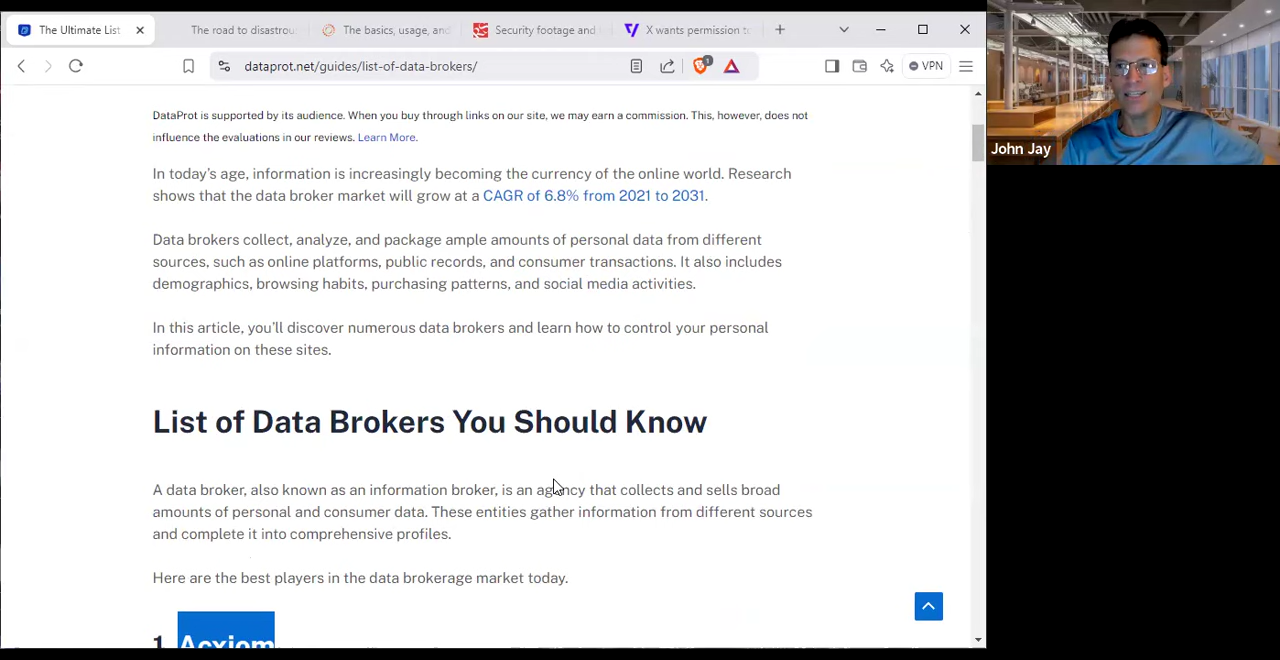 The Ultimate List
The road to disastrou
The basics, usage, and
Security footage and
X wants permission to
dataprot.net/guides/list-of-data-brokers/
1
VPN
DataProt is supported by its audience. When you buy through links on our site, we may earn a commission. This, however, does not
influence the evaluations in our reviews. Learn More.
In today's age, information is increasingly becoming the currency of the online world. Research
shows that the data broker market will grow at a CAGR of 6.8% from 2021 to 2031.
Data brokers collect, analyze, and package ample amounts of personal data from different
sources, such as online platforms, public records, and consumer transactions. It also includes
demographics, browsing habits, purchasing patterns, and social media activities.
In this article, you'll discover numerous data brokers and learn how to control your personal
information on these sites.
List of Data Brokers You Should Know
A data broker, also known as an information broker, is an agency that collects and sells broad
amounts of personal and consumer data. These entities gather information from different sources
and complete it into comprehensive profiles.
Here are the best players in the data brokerage market today.
1. Acxiom
John Jay